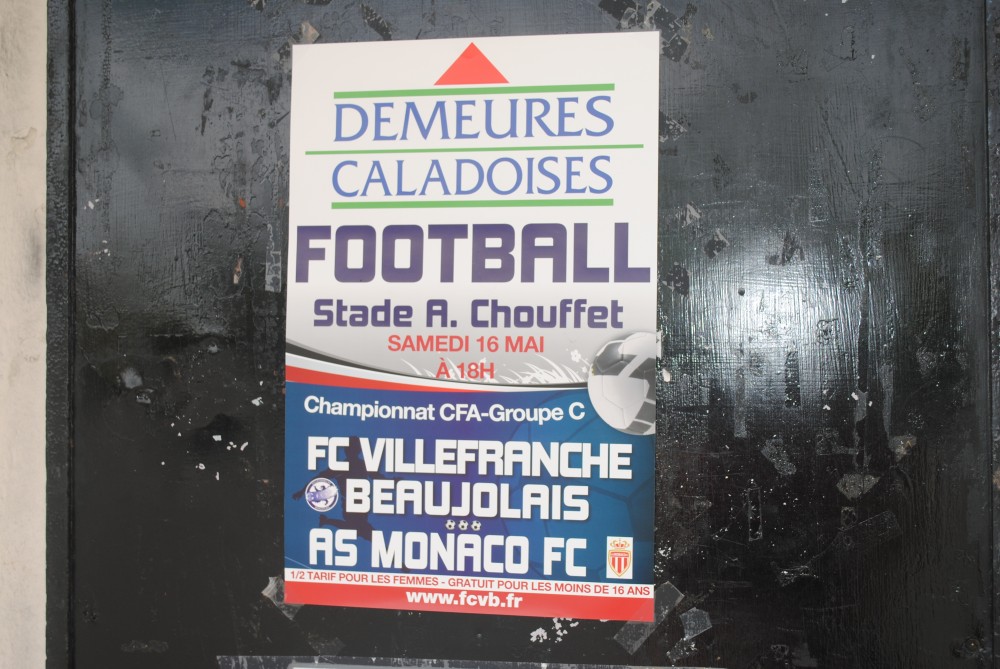 DEMEURES
CALADOISES
FOOTBALL
Stade A. Chouffet
SAMEDI 16 MAI
À 18H
Championnat CFA-Groupe C
FC VILLEFRANCHE
BEAUJOLAIS
AS MONACO FC
1/2 TARIF POUR LES FEMMES - GRATUIT POUR LES MOINS DE 16 ANS
www.fcvb.fr